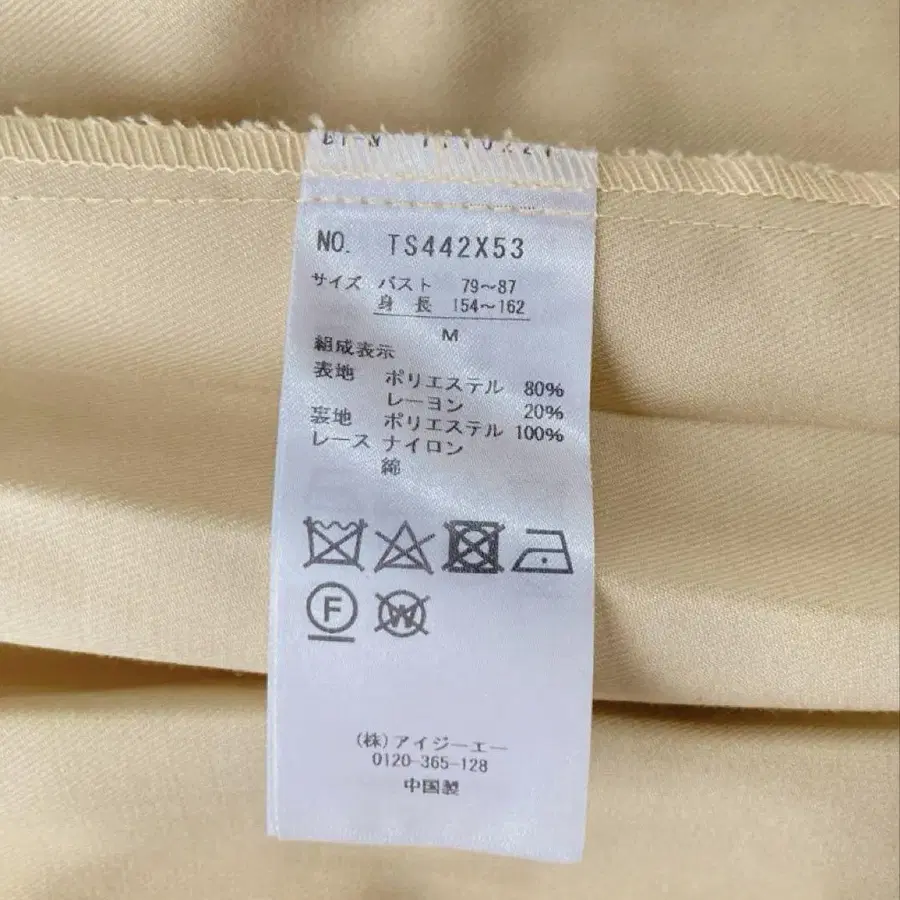 NO. TS442X53
サイズ バスト 79～87
身 長 154～162
M
組成表示
表地 ポリエステル 80%
レーヨン 20%
裏地 ポリエステル 100%
レース ナイロン
綿
F
W
(株)アイジーエー
0120-365-128
中国製